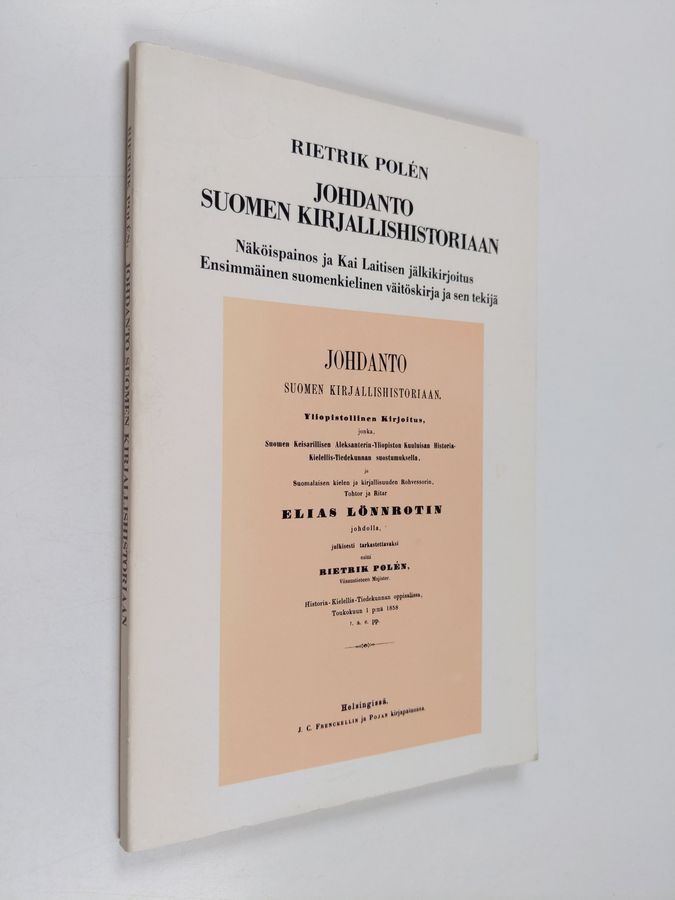 RIETRIK POLÉN
JOHDANTO
SUOMEN KIRJALLISHISTORIAAN
Näköispainos ja Kai Laitisen jälkikirjoitus
Ensimmäinen suomenkielinen väitöskirja ja sen tekijä
JOHDANTO
SUOMEN KIRJALLISHISTORIAAN.
Yliopistollinen Kirjoitus,
jonka,
Suomen Keisarillisen Aleksanterin-Yliopiston Kuuluisan Historia-
Kielellis-Tiedekunnan suostumuksella,
ja
Suomalaisen kielen ja kirjallisuuden Rohvessorin,
Tohtor ja Ritar
ELIAS LÖNNROTIN
johdolla,
julkisesti tarkastettavaksi
esittä
RIETRIK POLÉN,
Viisaustieteen Majister.
Historia-Kielellis-Tiedekunnan oppisalissa,
Toukokuun 1 p:nä 1858
t. a. e. pp.
Helsingissä,
J. C. FRENCKELLIN ja POJAN kirjapainossa.
RIETRIK POLÉN. JOHDANTO SUOMEN KIRJALLISHISTORIAAN